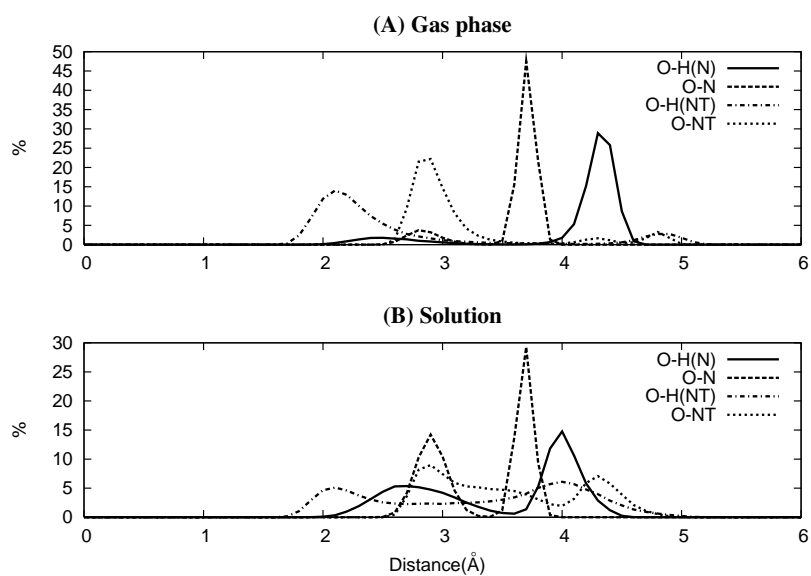 (A) Gas phase
50
45
40
35
30
25
20
15
10
5
0
%
O-H(N)
O-N
O-H(NT)
O-NT
0 1 2 3 4 5 6
(B) Solution
30
25
20
15
10
5
0
%
O-H(N)
O-N
O-H(NT)
O-NT
0 1 2 3 4 5 6
Distance(Å)